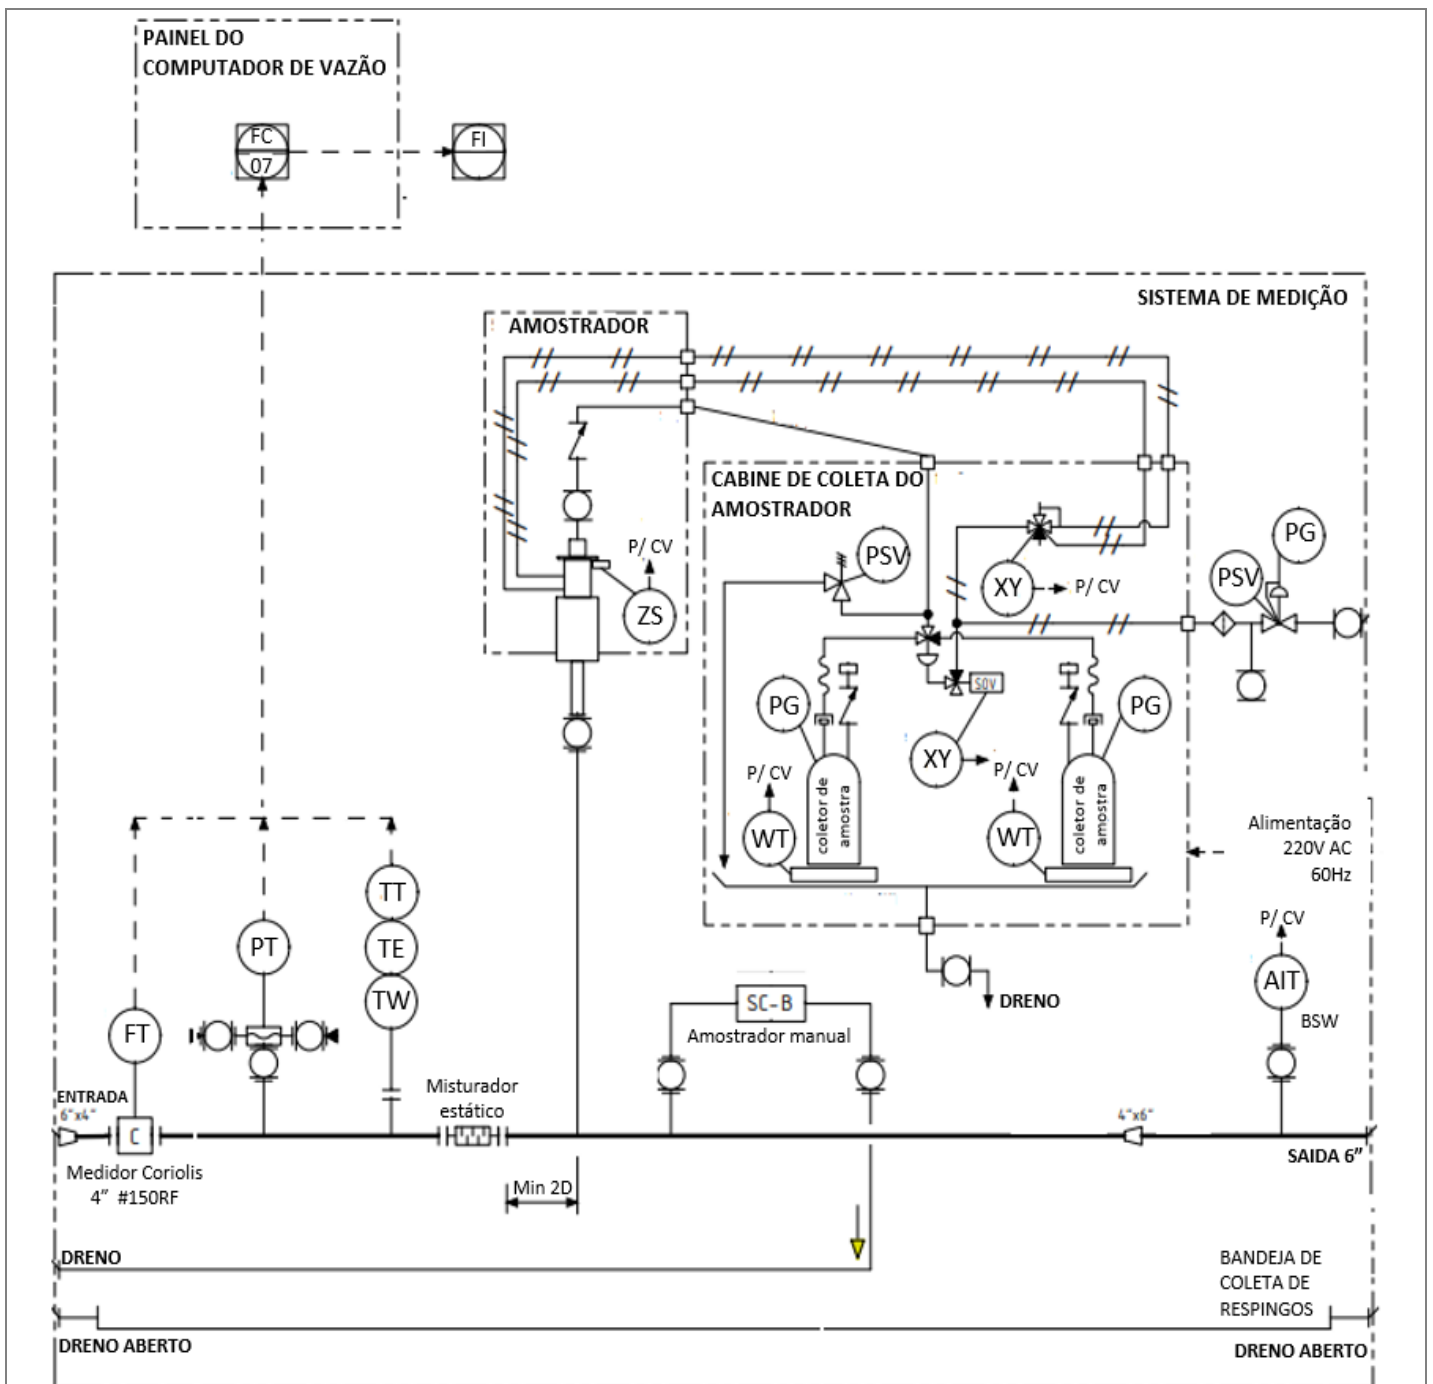 PAINEL DO
COMPUTADOR DE VAZÃO
FC
07
FI
SISTEMA DE MEDIÇÃO
AMOSTRADOR
P/ CV
ZS
CABINE DE COLETA DO
AMOSTRADOR
PSV
XY
P/ CV
PG
PSV
PG
PG
SOV
XY
P/ CV
P/ CV
WT
WT
coletor de
amostra
coletor de
amostra
Alimentação
220V AC
60Hz
TT
TE
TW
PT
FT
P/ CV
AIT
BSW
DRENO
SC-B
Amostrador manual
Misturador
estático
ENTRADA
6"x4"
C
4"x6"
SAIDA 6”
Medidor Coriolis
4” #150RF
Min 2D
DRENO
BANDEJA DE
COLETA DE
RESPINGOS
DRENO ABERTO
DRENO ABERTO